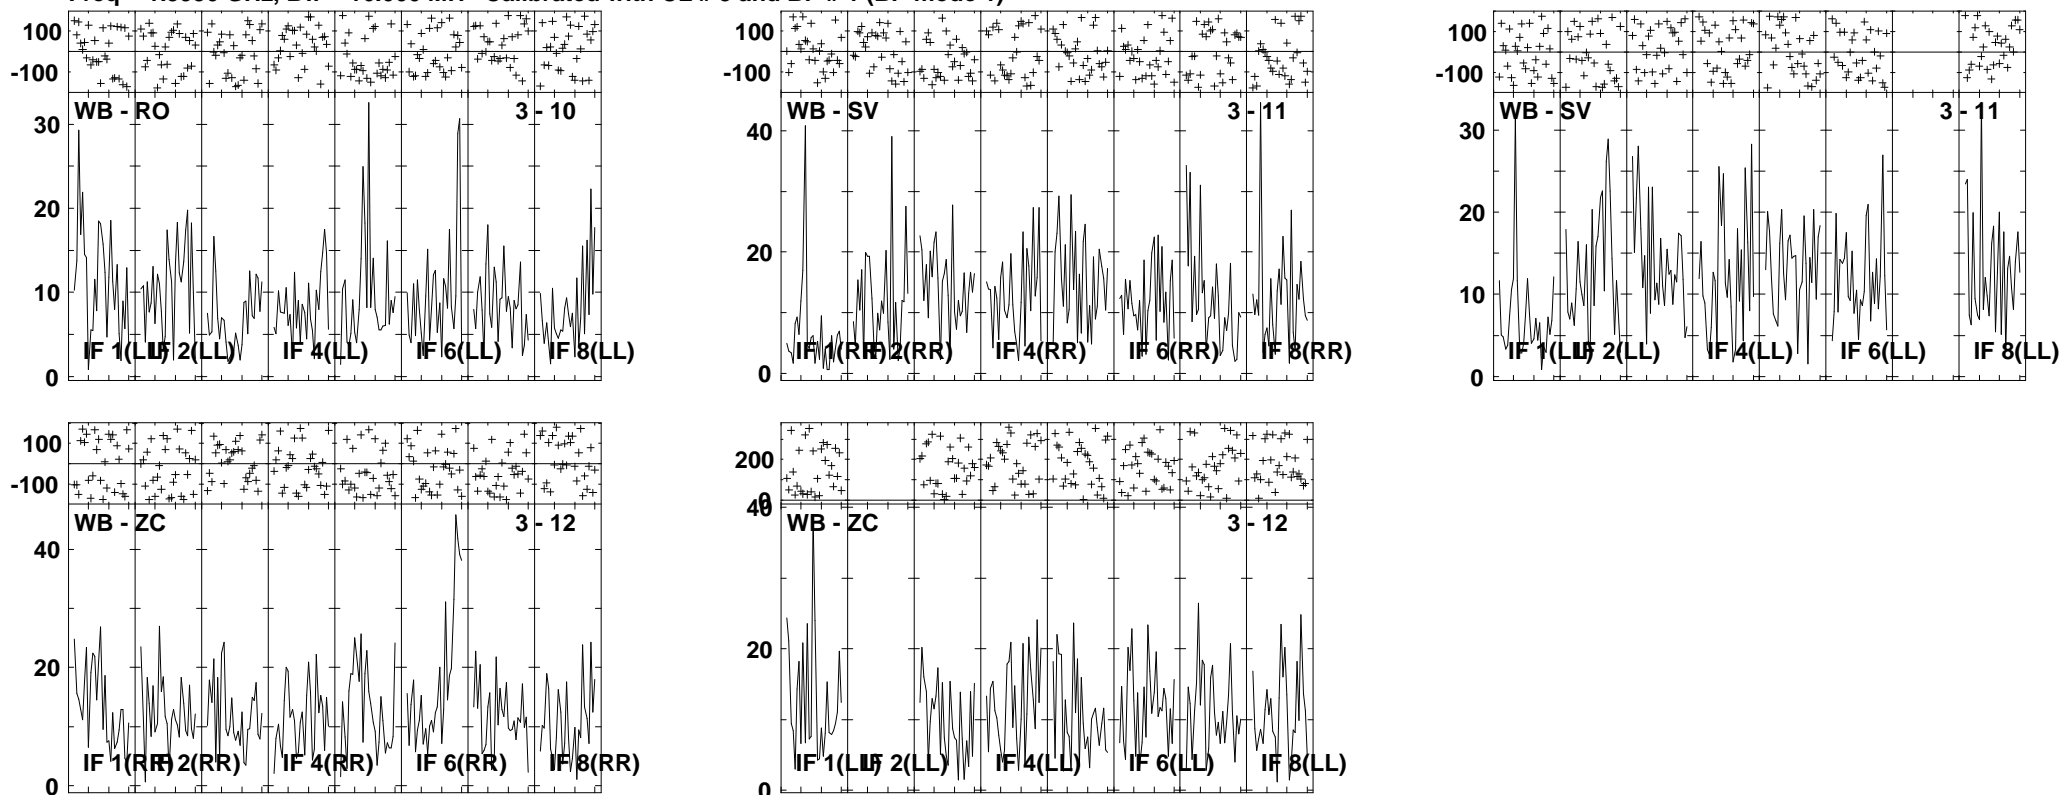 100
-100
WB - RO 3 - 10
30
20
10
0
IF 1(LL) IF 2(LL) IF 4(LL) IF 6(LL) IF 8(LL)
100
-100
WB - SV 3 - 11
40
20
0
IF 1(RR) IF 2(RR) IF 4(RR) IF 6(RR) IF 8(RR)
100
-100
WB - SV 3 - 11
30
20
10
0
IF 1(LL) IF 2(LL) IF 4(LL) IF 6(LL) IF 8(LL)
100
-100
WB - ZC 3 - 12
40
20
0
IF 1(RR) IF 2(RR) IF 4(RR) IF 6(RR) IF 8(RR)
200
0
40
WB - ZC 3 - 12
20
0
IF 1(LL) IF 2(LL) IF 4(LL) IF 6(LL) IF 8(LL)